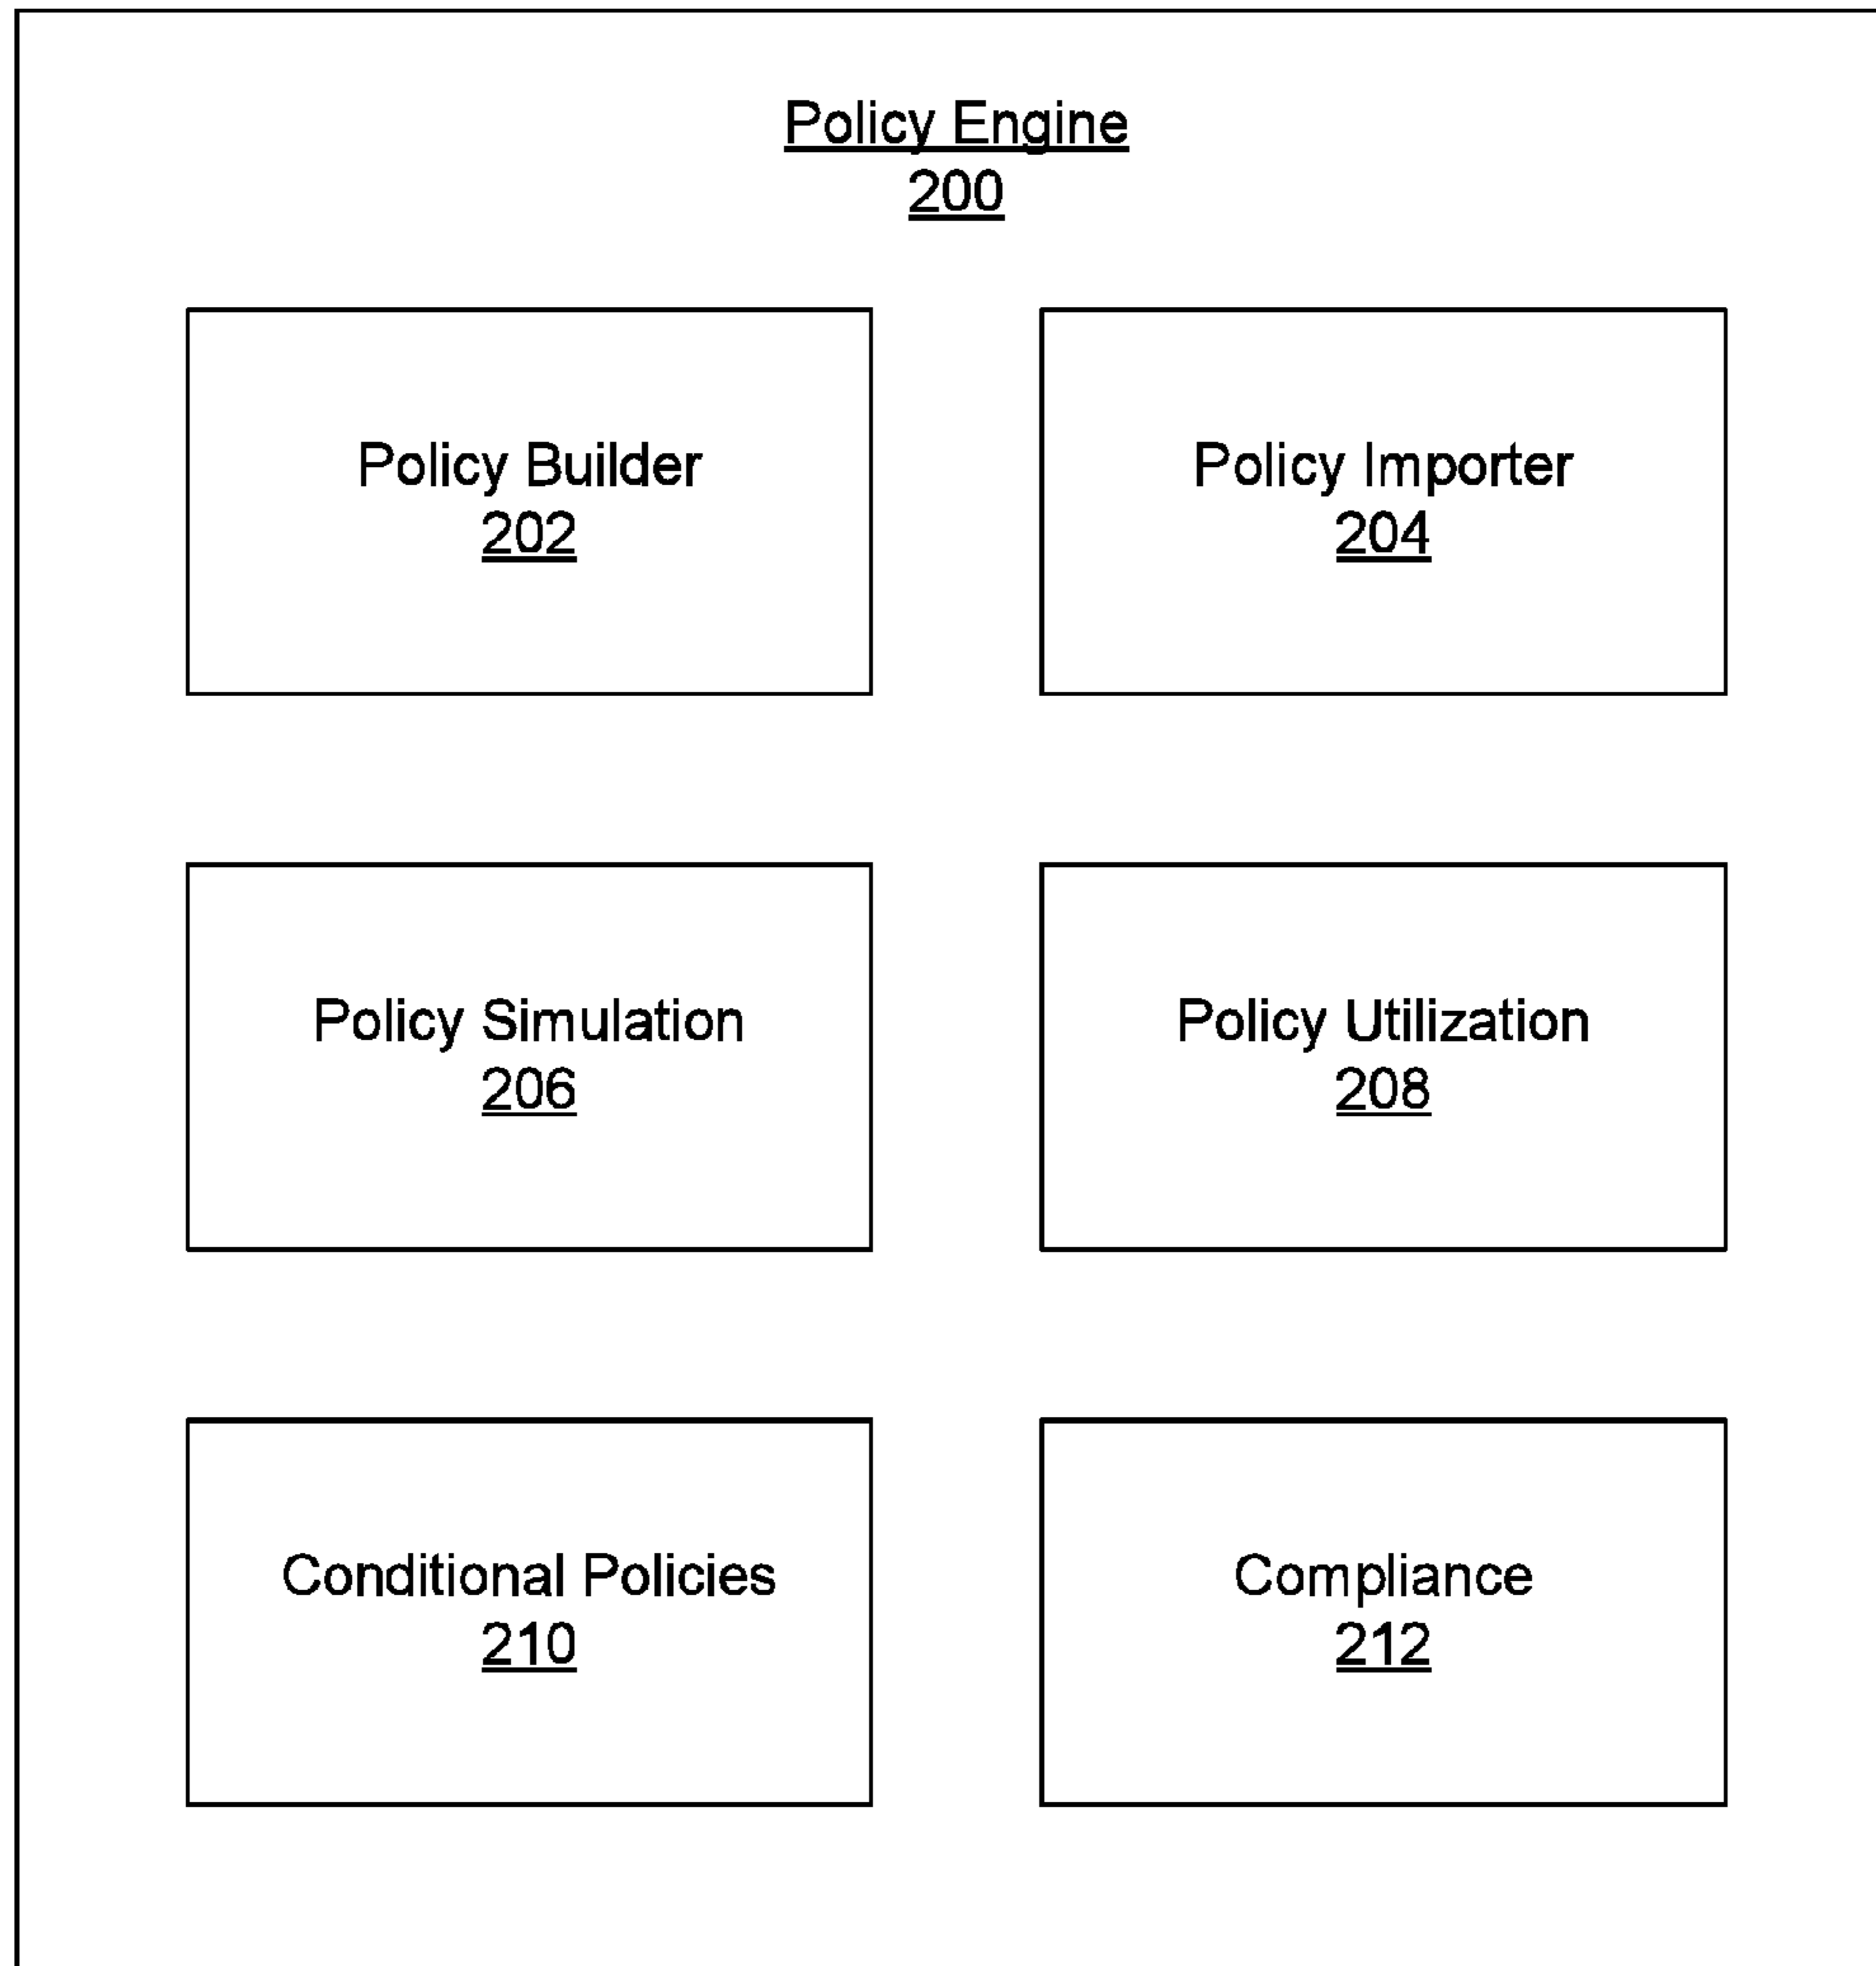 Policy Engine
200
Policy Builder
202
Policy Importer
204
Policy Simulation
206
Policy Utilization
208
Conditional Policies
210
Compliance
212